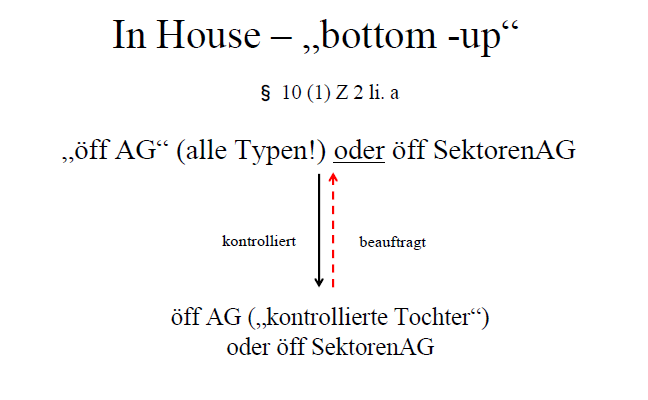 In House – „bottom -up“
§ 10 (1) Z 2 li. a
„öff AG“ (alle Typen!) oder öff SektorenAG
kontrolliert beauftragt
öff AG („kontrollierte Tochter“)
oder öff SektorenAG